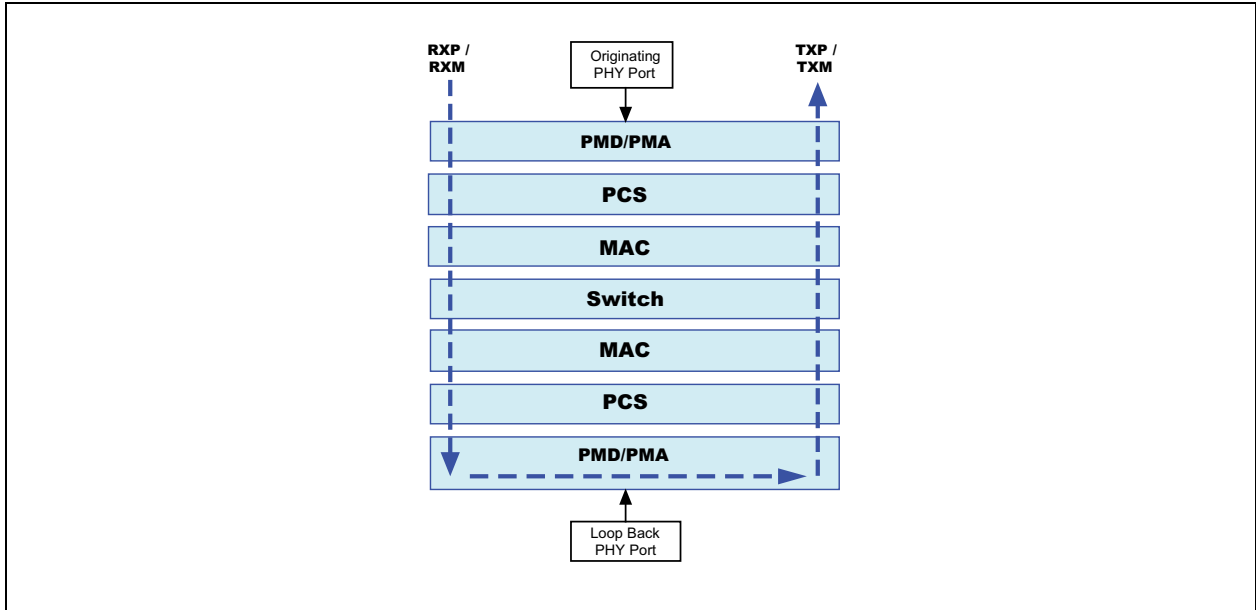 RXP /
RXM
Originating
PHY Port
TXP /
TXM
PMD/PMA
PCS
MAC
Switch
MAC
PCS
PMD/PMA
Loop Back
PHY Port